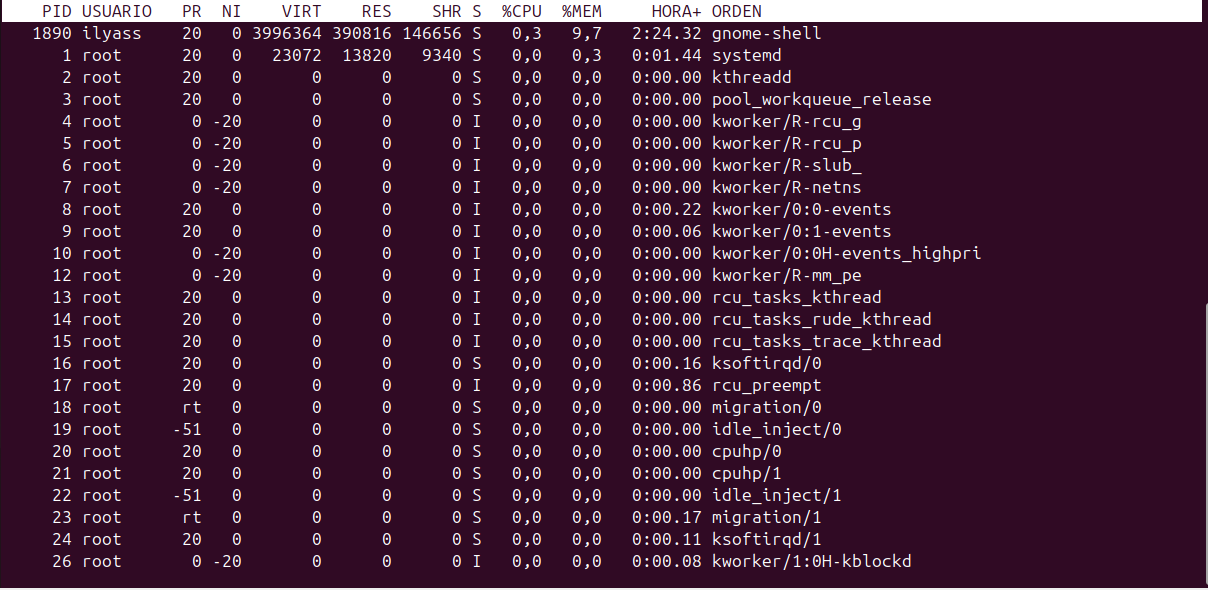 PID USUARIO PR NI VIRT RES SHR S %CPU %MEM HORA+ ORDEN
1890 ilyass 20 0 3996364 390816 146656 S 0,3 9,7 2:24.32 gnome-shell
1 root 20 0 23072 13820 9340 S 0,0 0,3 0:01.44 systemd
2 root 20 0 0 0 0 S 0,0 0,0 0:00.00 kthreadd
3 root 20 0 0 0 0 S 0,0 0,0 0:00.00 pool_workqueue_release
4 root 0 -20 0 0 0 I 0,0 0,0 0:00.00 kworker/R-rcu_g
5 root 0 -20 0 0 0 I 0,0 0,0 0:00.00 kworker/R-rcu_p
6 root 0 -20 0 0 0 I 0,0 0,0 0:00.00 kworker/R-slub_
7 root 0 -20 0 0 0 I 0,0 0,0 0:00.00 kworker/R-netns
8 root 20 0 0 0 0 I 0,0 0,0 0:00.22 kworker/0:0-events
9 root 20 0 0 0 0 I 0,0 0,0 0:00.06 kworker/0:1-events
10 root 0 -20 0 0 0 I 0,0 0,0 0:00.00 kworker/0:0H-events_highpri
12 root 0 -20 0 0 0 I 0,0 0,0 0:00.00 kworker/R-mm_pe
13 root 20 0 0 0 0 I 0,0 0,0 0:00.00 rcu_tasks_kthread
14 root 20 0 0 0 0 I 0,0 0,0 0:00.00 rcu_tasks_rude_kthread
15 root 20 0 0 0 0 I 0,0 0,0 0:00.00 rcu_tasks_trace_kthread
16 root 20 0 0 0 0 S 0,0 0,0 0:00.16 ksoftirqd/0
17 root 20 0 0 0 0 I 0,0 0,0 0:00.86 rcu_preempt
18 root rt 0 0 0 0 S 0,0 0,0 0:00.00 migration/0
19 root -51 0 0 0 0 S 0,0 0,0 0:00.00 idle_inject/0
20 root 20 0 0 0 0 S 0,0 0,0 0:00.00 cpuhp/0
21 root 20 0 0 0 0 S 0,0 0,0 0:00.00 cpuhp/1
22 root -51 0 0 0 0 S 0,0 0,0 0:00.00 idle_inject/1
23 root rt 0 0 0 0 S 0,0 0,0 0:00.17 migration/1
24 root 20 0 0 0 0 S 0,0 0,0 0:00.11 ksoftirqd/1
26 root 0 -20 0 0 0 I 0,0 0,0 0:00.08 kworker/1:0H-kblockd